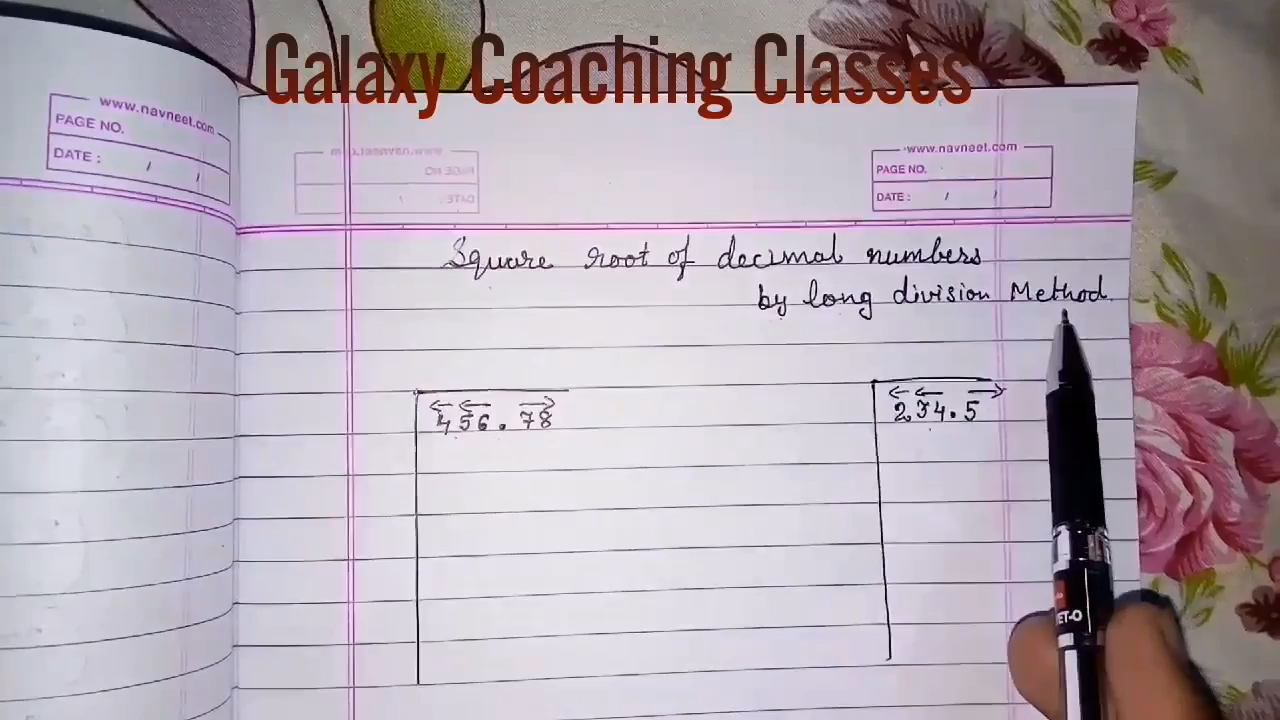 Galaxy Coaching Classes
www.navneet.com
PAGE NO.
DATE : / /
www.navneet.com
PAGE NO.
DATE : / /
Square root of decimal numbers
by long division Method
456.78
234.5
ET-O